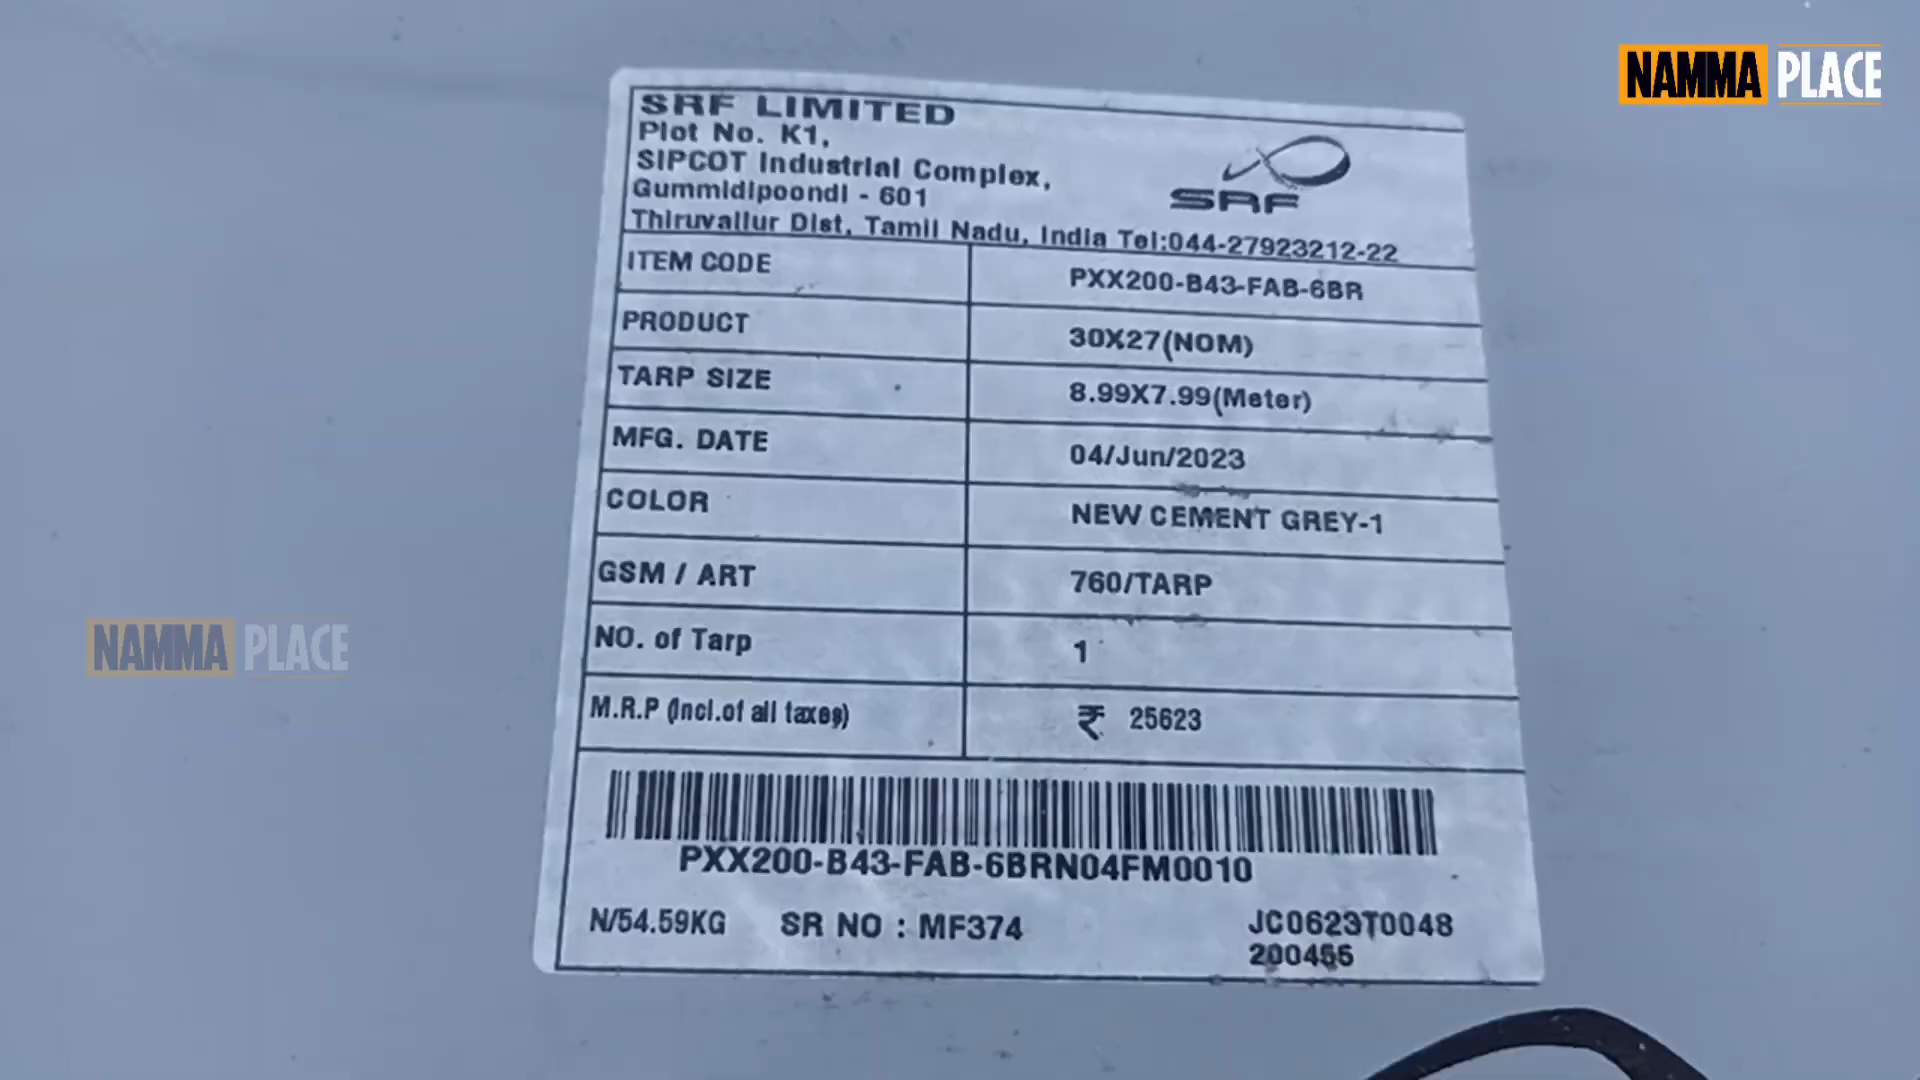 NAMMA PLACE
SRF LIMITED
Plot No. K1,
SIPCOT Industrial Complex,
Gummidipoondi - 601
Thiruvallur Dist, Tamil Nadu, India Tel:044-27923212-22
SRF
ITEM CODE PXX200-B43-FAB-6BR
PRODUCT 30X27(NOM)
TARP SIZE 8.99X7.99(Meter)
MFG. DATE 04/Jun/2023
COLOR NEW CEMENT GREY-1
GSM / ART 760/TARP
NO. of Tarp 1
NAMMA PLACE
M.R.P (Incl.of all taxes) ₹ 25623
PXX200-B43-FAB-6BRN04FM0010
N/54.59KG SR NO : MF374 JC0623T0048
200455